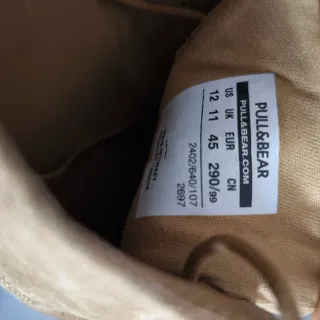 PULL&BEAR
PULL&BEAR.COM
US UK EUR CN
12 11 45 290/99
2402/640/107
2697